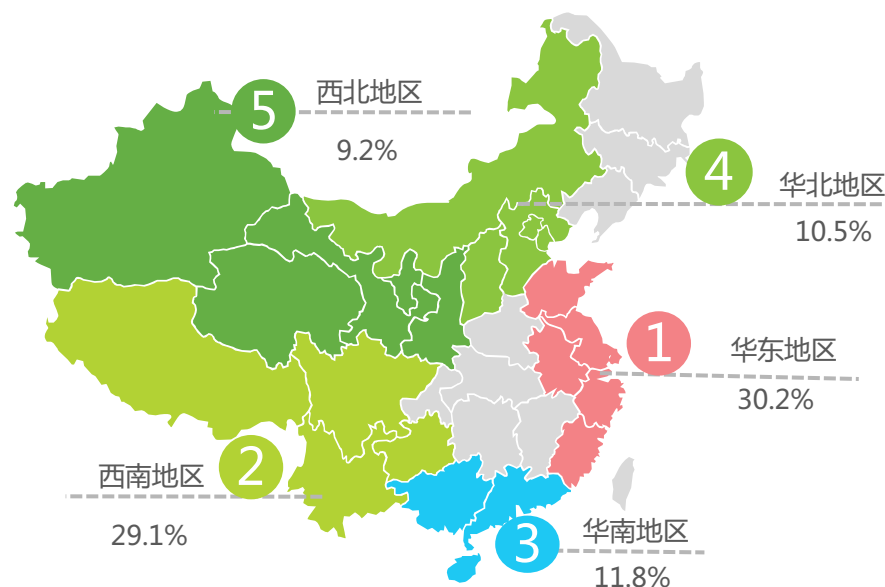 5
西北地区
9.2%
4
华北地区
10.5%
1
华东地区
30.2%
2
西南地区
29.1%
3
华南地区
11.8%